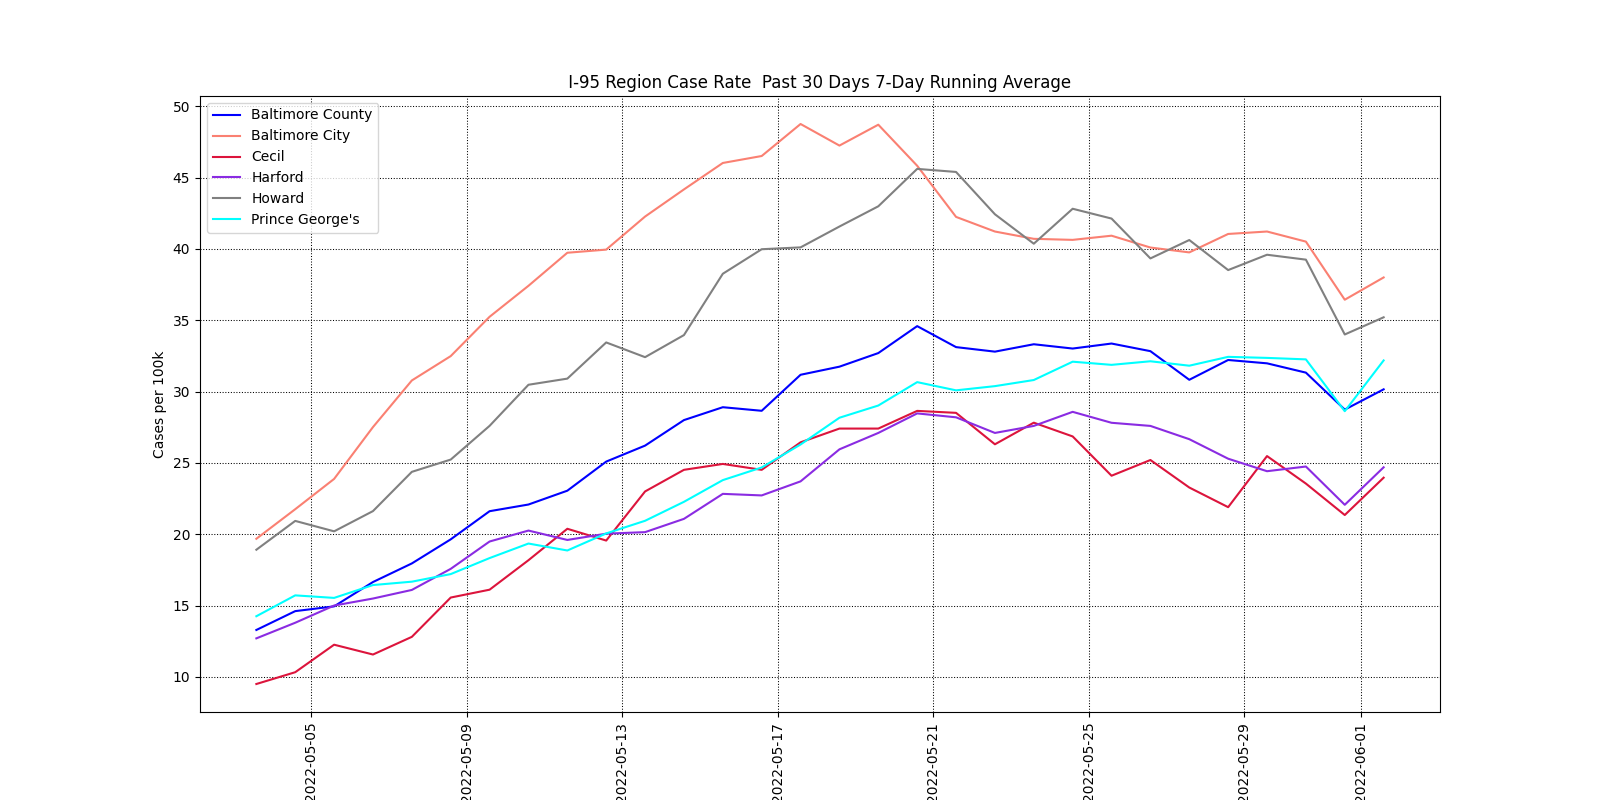 I-95 Region Case Rate  Past 30 Days 7-Day Running Average
50
45
40
35
30
25
20
15
10
Cases per 100k
Baltimore County
Baltimore City
Cecil
Harford
Howard
Prince George's
2022-05-05
2022-05-09
2022-05-13
2022-05-17
2022-05-21
2022-05-25
2022-05-29
2022-06-01